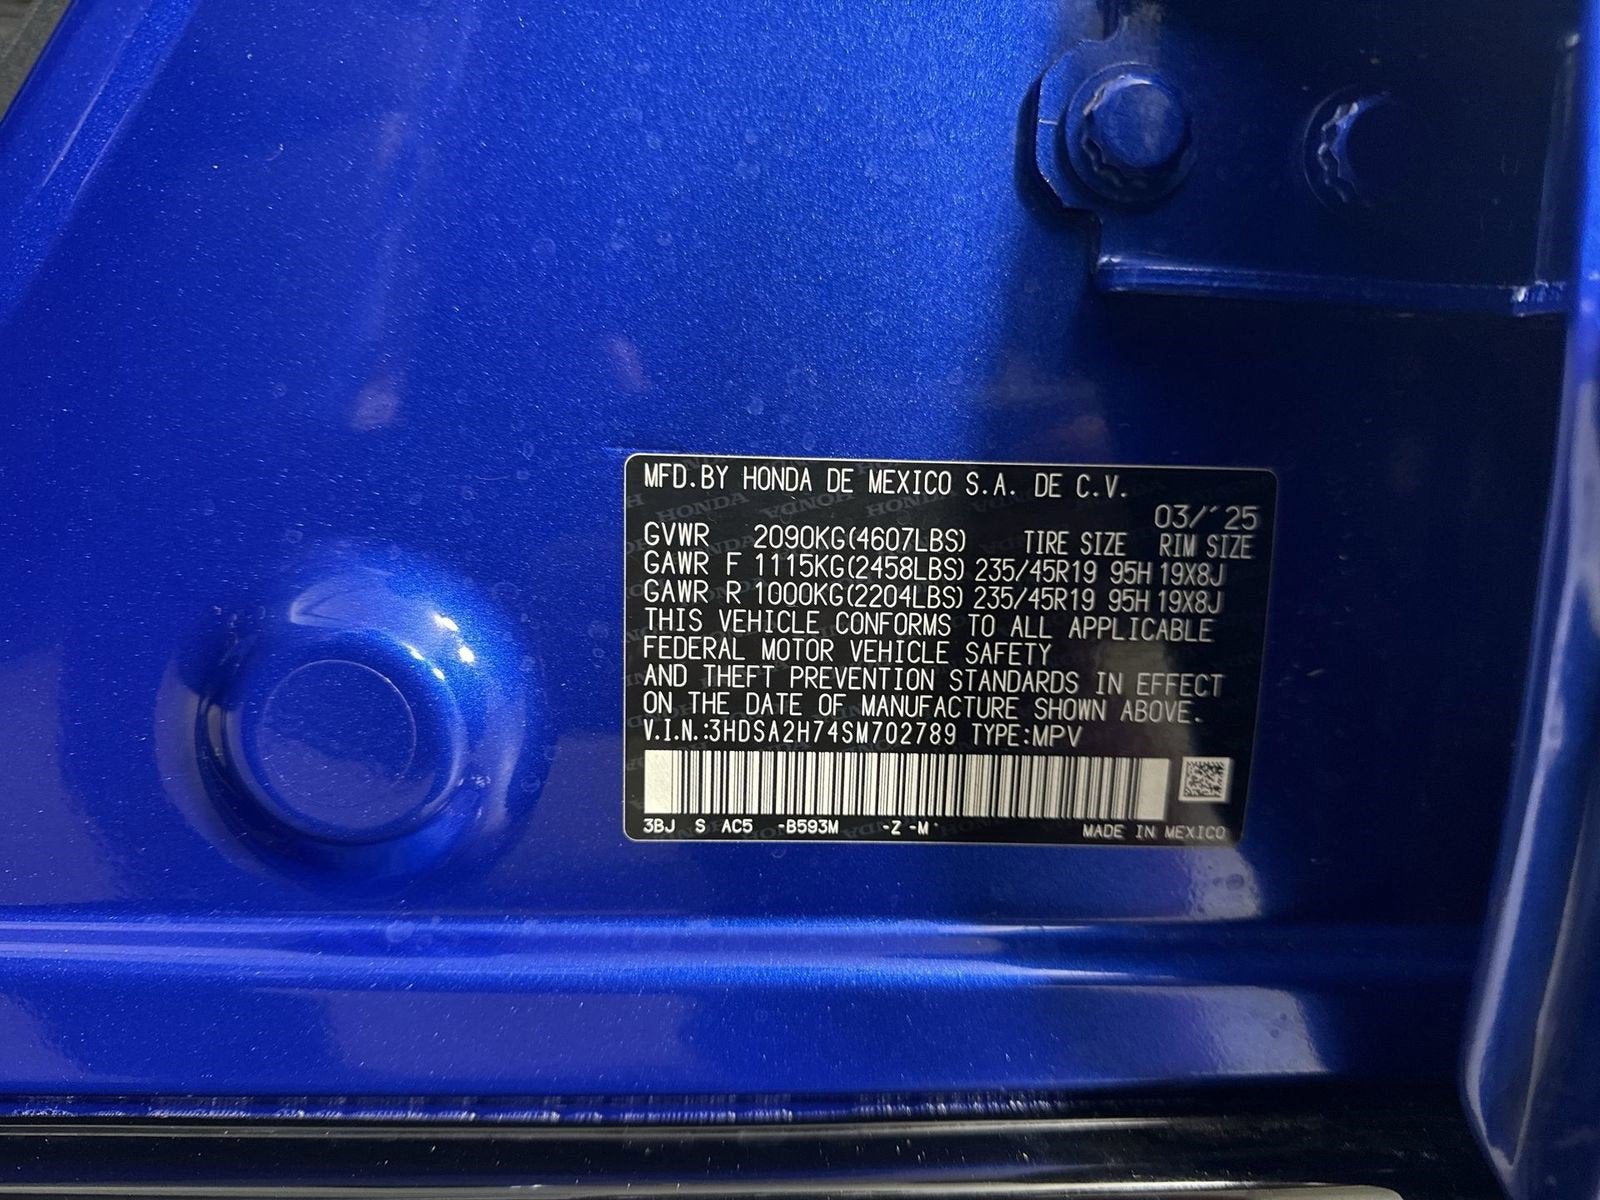 MFD.BY HONDA DE MEXICO S.A. DE C.V.
03/'25
GVWR 2090KG(4607LBS) TIRE SIZE RIM SIZE
GAWR F 1115KG(2458LBS) 235/45R19 95H 19X8J
GAWR R 1000KG(2204LBS) 235/45R19 95H 19X8J
THIS VEHICLE CONFORMS TO ALL APPLICABLE
FEDERAL MOTOR VEHICLE SAFETY
AND THEFT PREVENTION STANDARDS IN EFFECT
ON THE DATE OF MANUFACTURE SHOWN ABOVE.
V.I.N.:3HDSA2H74SM702789 TYPE:MPV
3BJ S AC5 -B593M -Z -M
MADE IN MEXICO